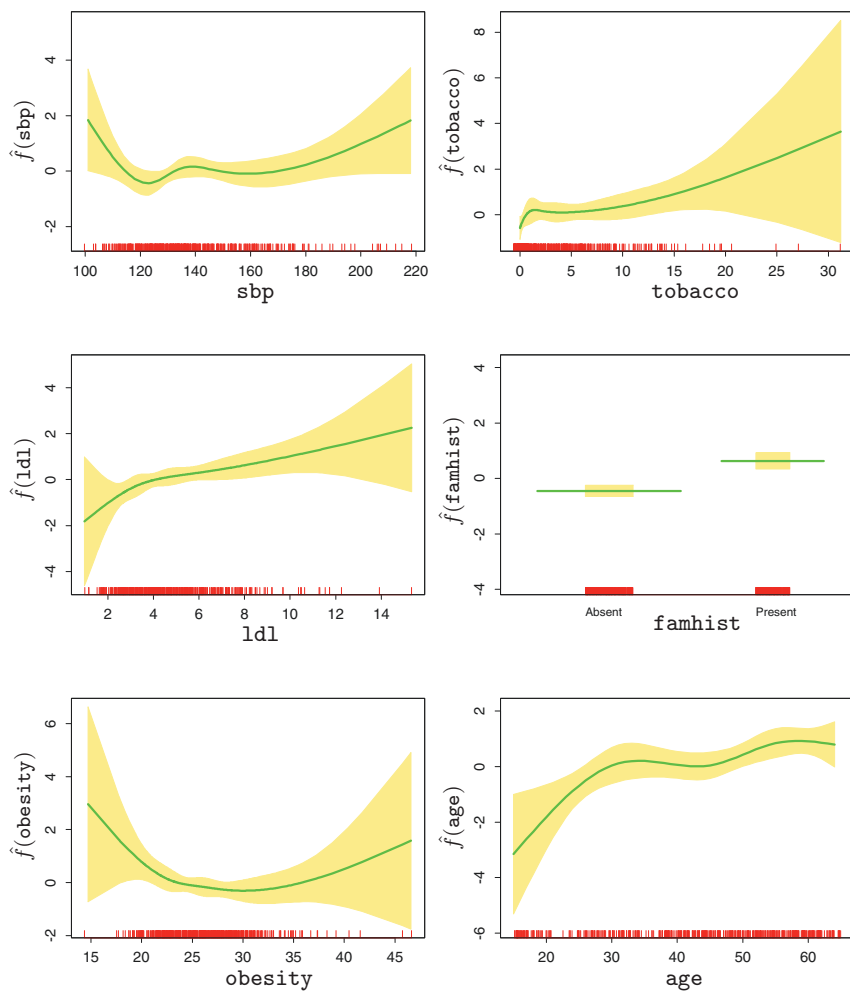 f̂(sbp)
4
2
0
-2
100 120 140 160 180 200 220
sbp
f̂(tobacco)
8
6
4
2
0
0 5 10 15 20 25 30
tobacco
f̂(ldl)
4
2
0
-2
-4
2 4 6 8 10 12 14
ldl
f̂(famhist)
4
2
0
-2
-4
Absent Present
famhist
f̂(obesity)
6
4
2
0
-2
15 20 25 30 35 40 45
obesity
f̂(age)
2
0
-2
-4
-6
20 30 40 50 60
age